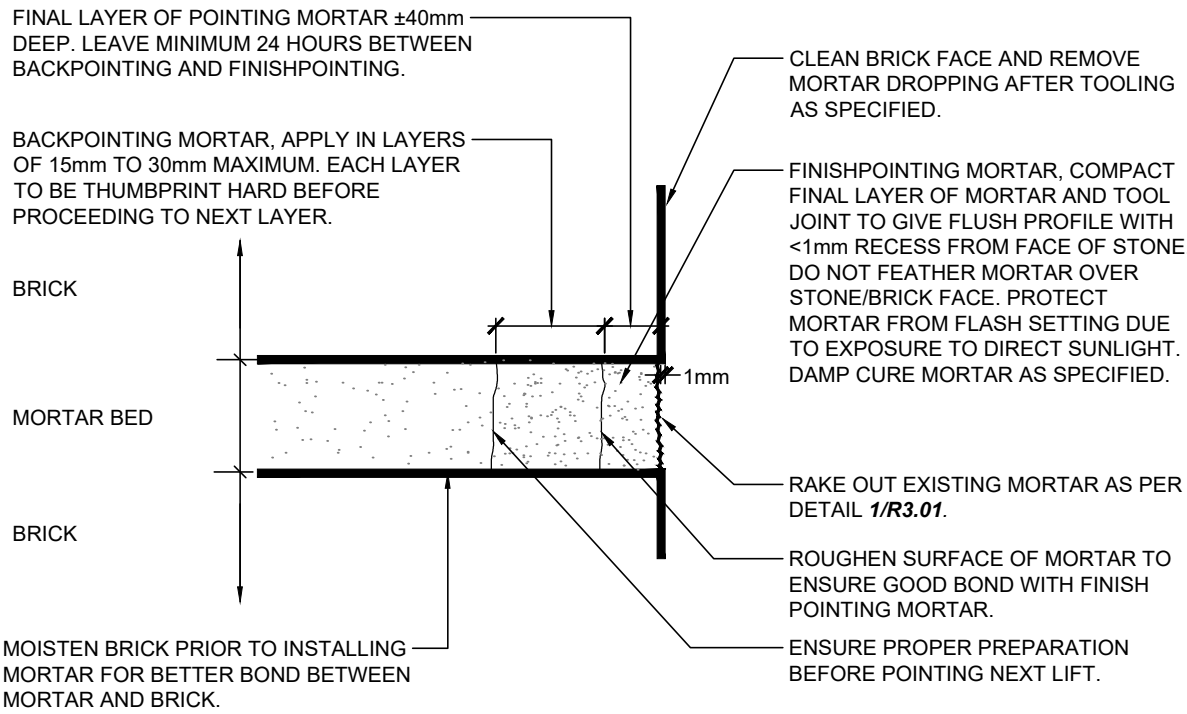 FINAL LAYER OF POINTING MORTAR ±40mm
DEEP. LEAVE MINIMUM 24 HOURS BETWEEN
BACKPOINTING AND FINISHPOINTING.
BACKPOINTING MORTAR, APPLY IN LAYERS
OF 15mm TO 30mm MAXIMUM. EACH LAYER
TO BE THUMBPRINT HARD BEFORE
PROCEEDING TO NEXT LAYER.
BRICK
MORTAR BED
BRICK
MOISTEN BRICK PRIOR TO INSTALLING
MORTAR FOR BETTER BOND BETWEEN
MORTAR AND BRICK.
CLEAN BRICK FACE AND REMOVE
MORTAR DROPPING AFTER TOOLING
AS SPECIFIED.
FINISHPOINTING MORTAR, COMPACT
FINAL LAYER OF MORTAR AND TOOL
JOINT TO GIVE FLUSH PROFILE WITH
<1mm RECESS FROM FACE OF STONE
DO NOT FEATHER MORTAR OVER
STONE/BRICK FACE. PROTECT
MORTAR FROM FLASH SETTING DUE
TO EXPOSURE TO DIRECT SUNLIGHT.
DAMP CURE MORTAR AS SPECIFIED.
1mm
RAKE OUT EXISTING MORTAR AS PER
DETAIL 1/R3.01.
ROUGHEN SURFACE OF MORTAR TO
ENSURE GOOD BOND WITH FINISH
POINTING MORTAR.
ENSURE PROPER PREPARATION
BEFORE POINTING NEXT LIFT.